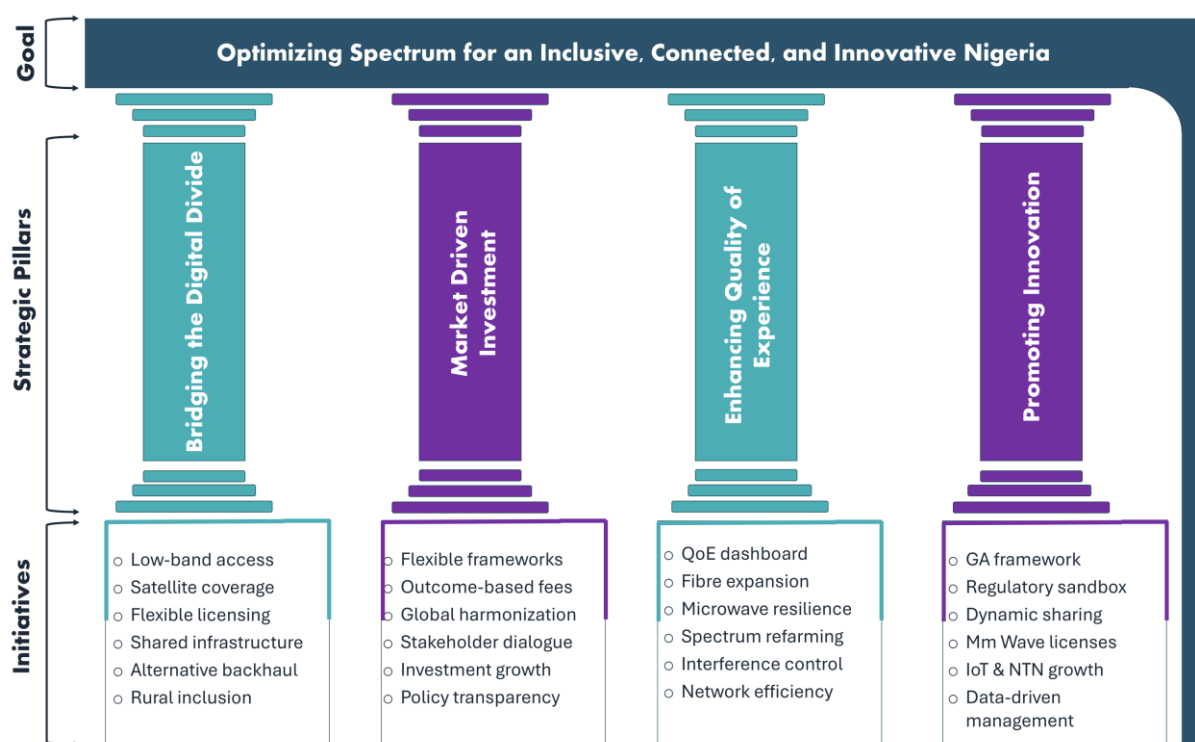 Goal
Optimizing Spectrum for an Inclusive, Connected, and Innovative Nigeria
Strategic Pillars
Bridging the Digital Divide
Market Driven
Investment
Enhancing Quality of
Experience
Promoting Innovation
Initiatives
Low-band access
Satellite coverage
Flexible licensing
Shared infrastructure
Alternative backhaul
Rural inclusion
Flexible frameworks
Outcome-based fees
Global harmonization
Stakeholder dialogue
Investment growth
Policy transparency
QoE dashboard
Fibre expansion
Microwave resilience
Spectrum refarming
Interference control
Network efficiency
GA framework
Regulatory sandbox
Dynamic sharing
Mm Wave licenses
IoT & NTN growth
Data-driven
management